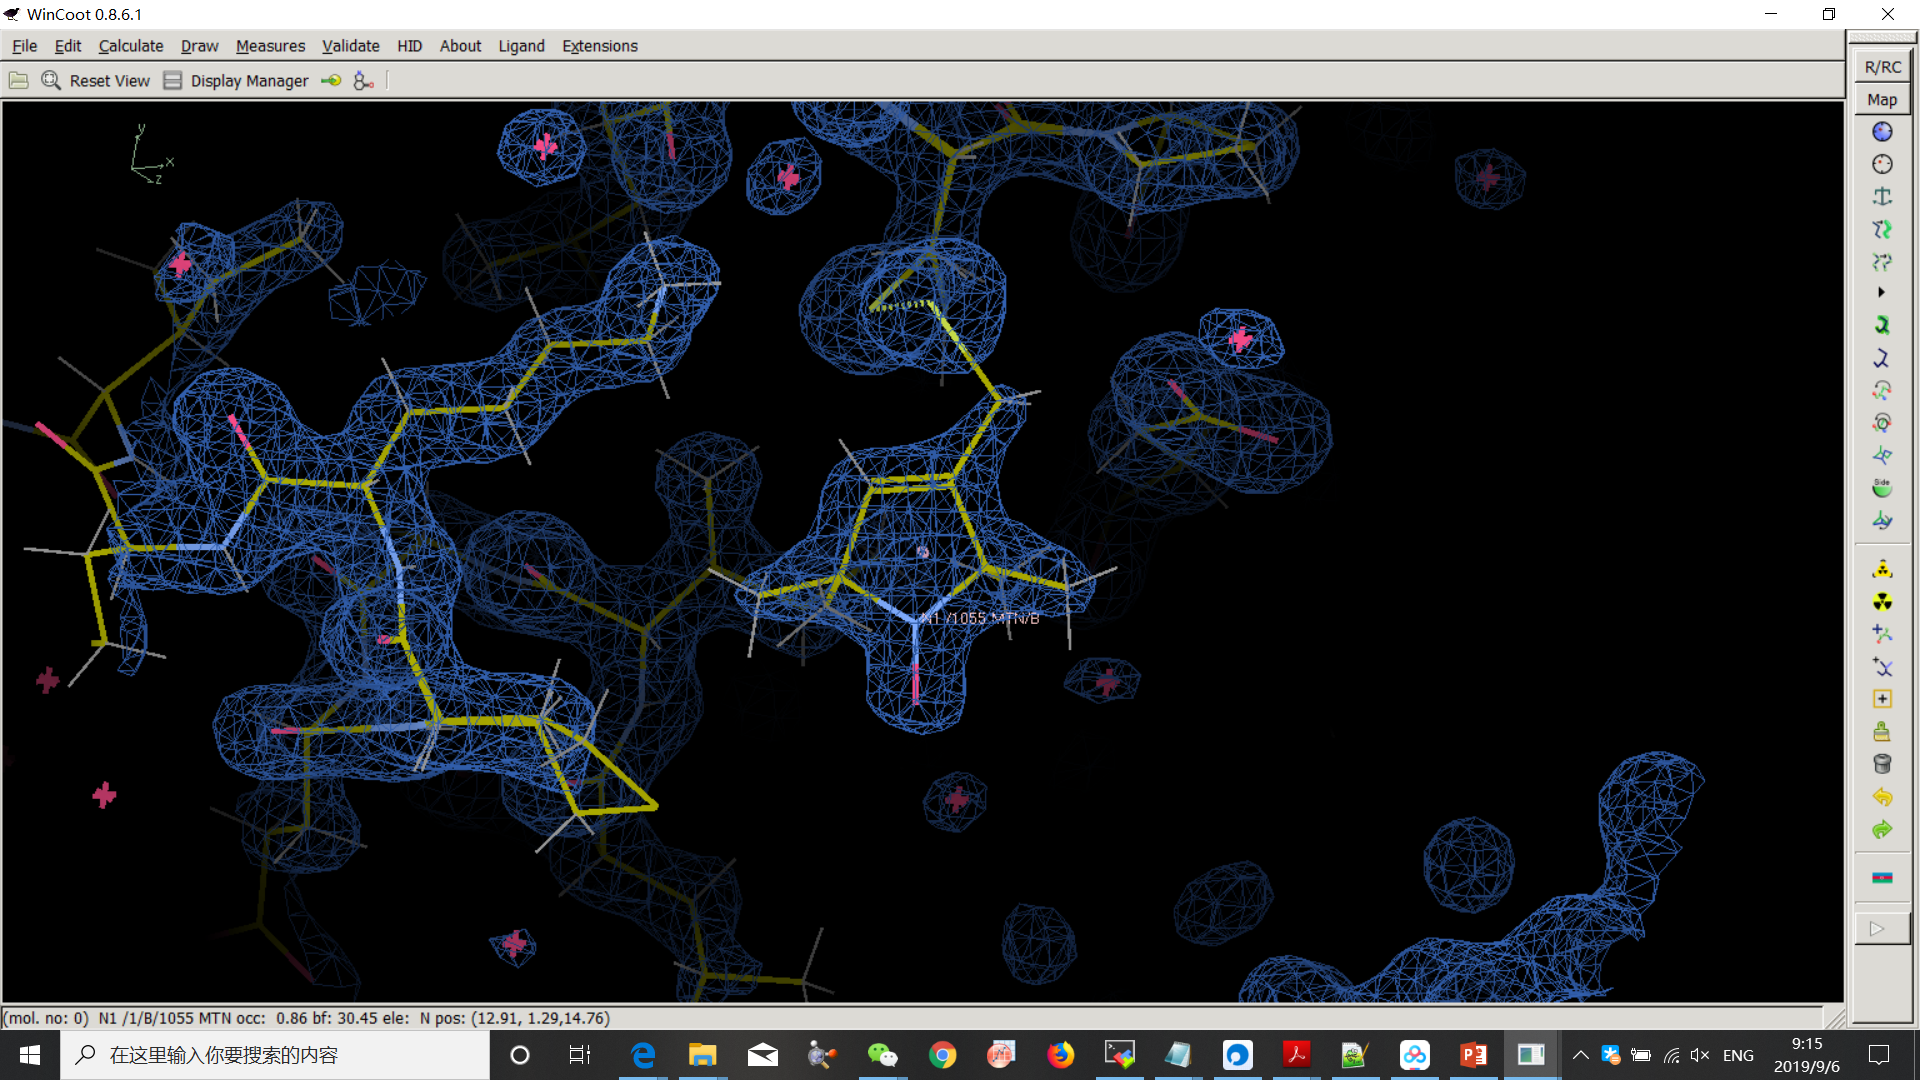 WinCoot 0.8.6.1
File Edit Calculate Draw Measures Validate HID About Ligand Extensions
Reset View Display Manager
R/RC
Map
y
x
z
Side
N1 /1055 MTN/B
(mol. no: 0) N1 /1/B/1055 MTN occ: 0.86 bf: 30.45 ele: N pos: (12.91, 1.29,14.76)
在这里输入你要搜索的内容
ENG
9:15
2019/9/6